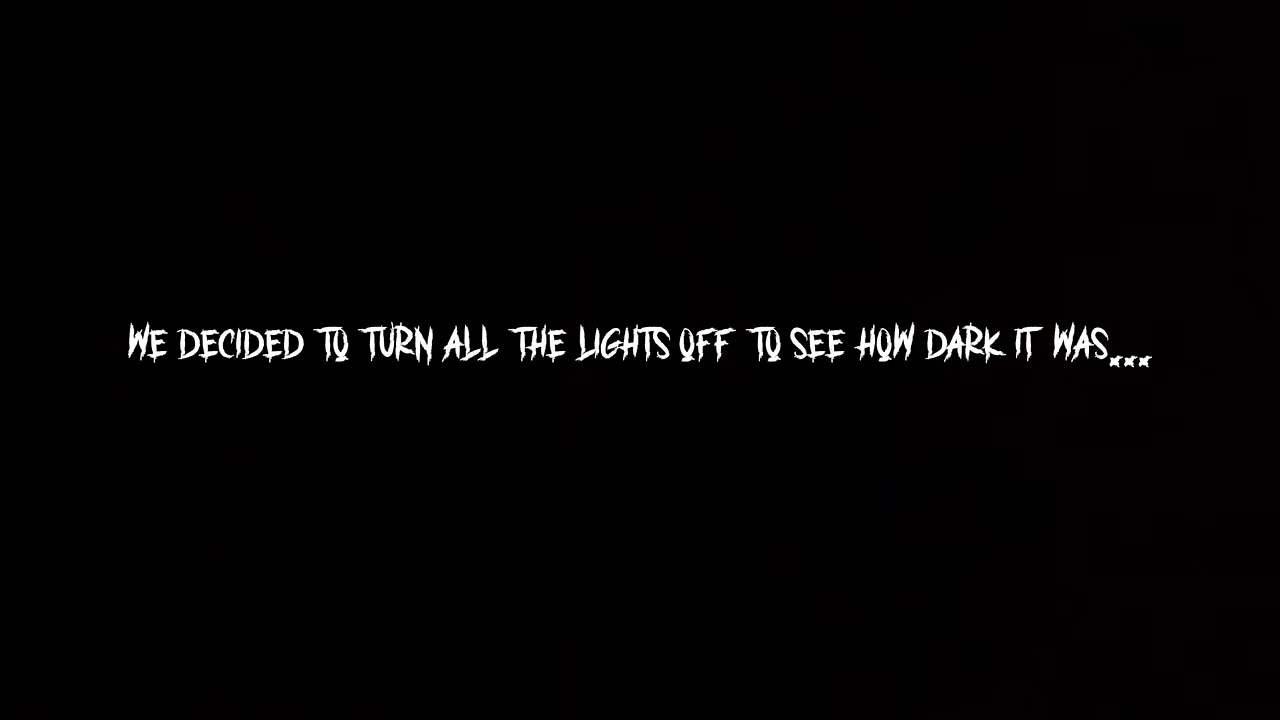 WE DECIDED TO TURN ALL THE LIGHTS OFF TO SEE HOW DARK IT WAS...